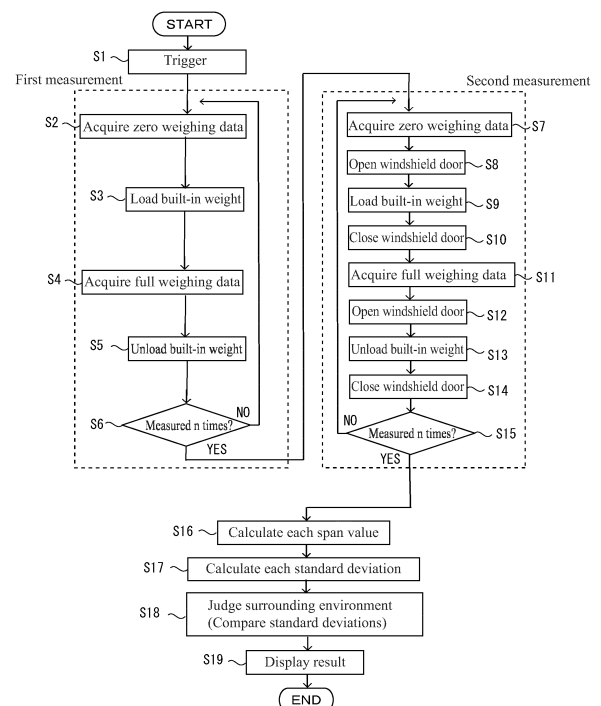 START
S1
Trigger
First measurement
S2
Acquire zero weighing data
S3
Load built-in weight
S4
Acquire full weighing data
S5
Unload built-in weight
S6
Measured n times?
NO
YES
Second measurement
Acquire zero weighing data
S7
Open windshield door
S8
Load built-in weight
S9
Close windshield door
S10
Acquire full weighing data
S11
Open windshield door
S12
Unload built-in weight
S13
Close windshield door
S14
NO
Measured n times?
S15
YES
S16
Calculate each span value
S17
Calculate each standard deviation
S18
Judge surrounding environment
(Compare standard deviations)
S19
Display result
END